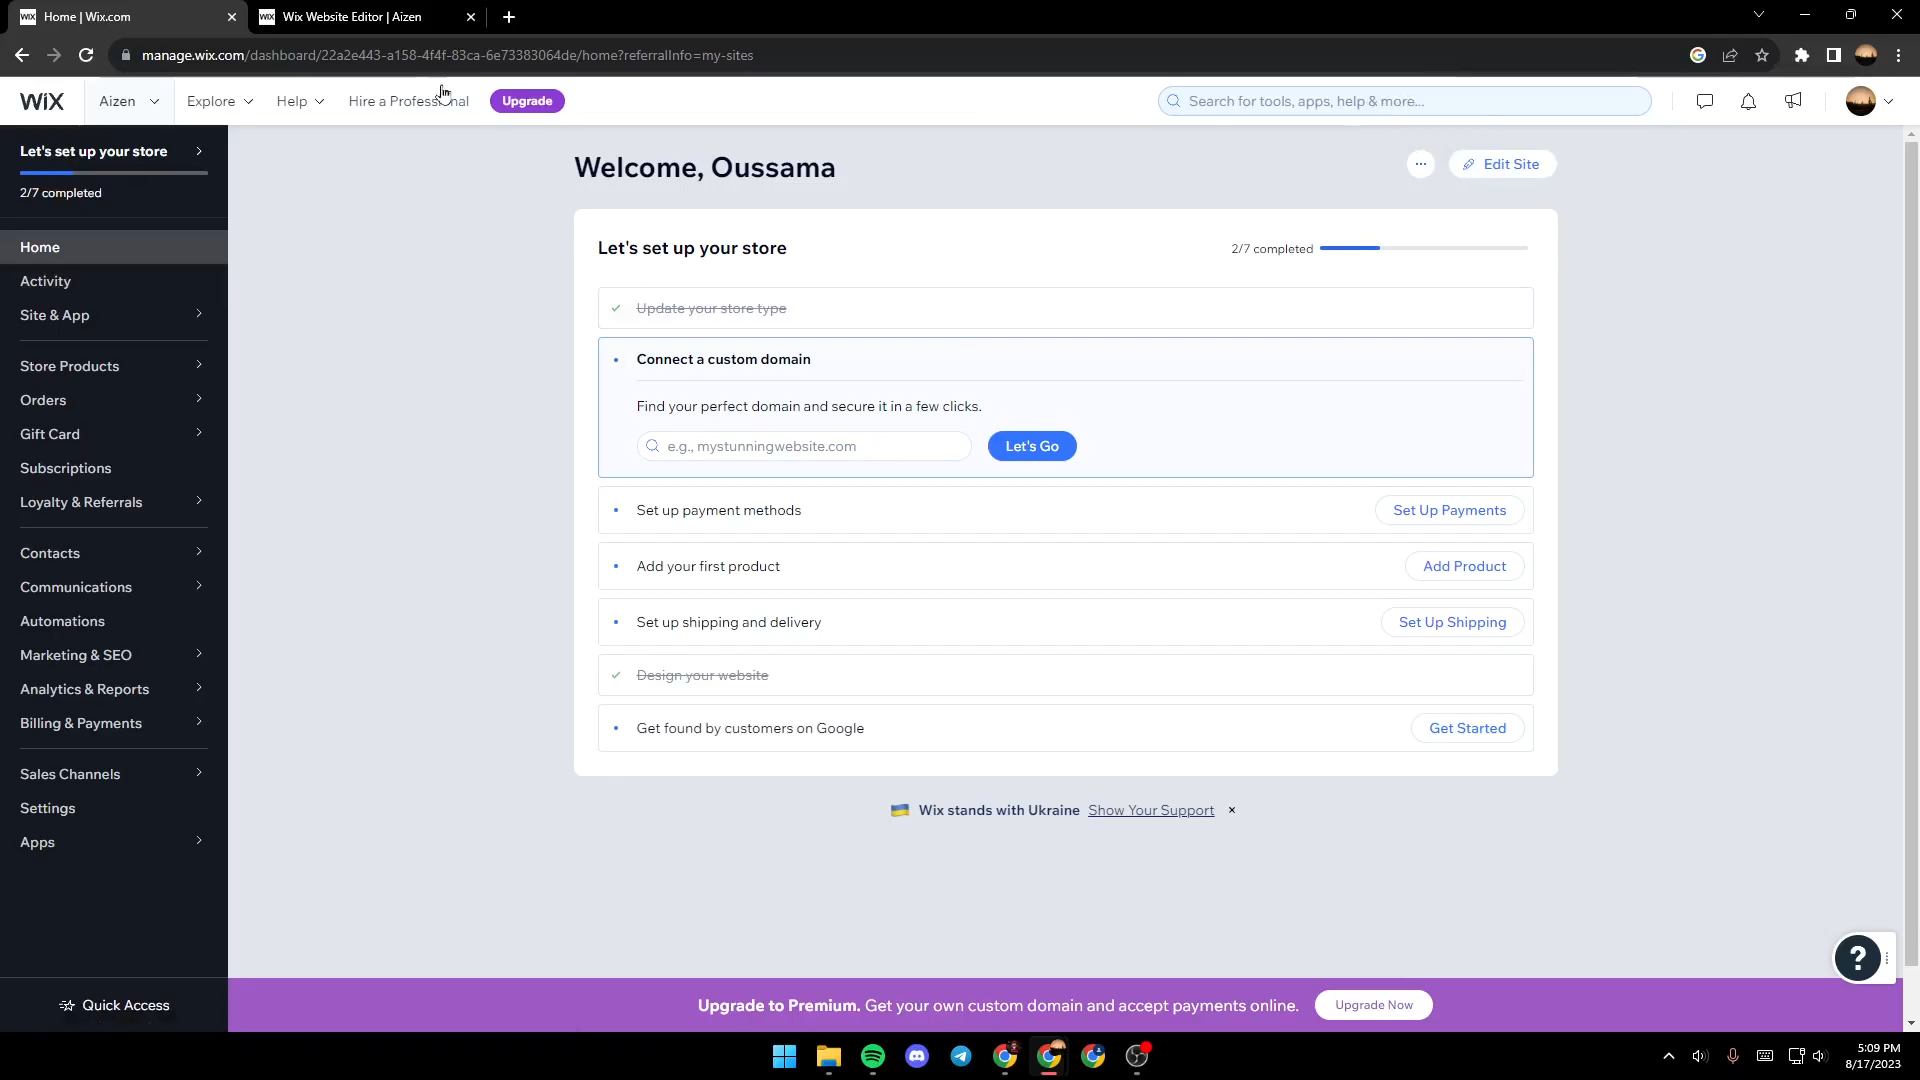 Home | Wix.com
Wix Website Editor | Aizen
manage.wix.com/dashboard/22a2e443-a158-4f4f-83ca-6e73383064de/home?referralInfo=my-sites
WIX
Aizen
Explore
Help
Hire a Professional
Upgrade
Search for tools, apps, help & more...
Let's set up your store
2/7 completed
Home
Activity
Site & App
Store Products
Orders
Gift Card
Subscriptions
Loyalty & Referrals
Contacts
Communications
Automations
Marketing & SEO
Analytics & Reports
Billing & Payments
Sales Channels
Settings
Apps
Quick Access
Welcome, Oussama
Edit Site
Let's set up your store
2/7 completed
Update your store type
Connect a custom domain
Find your perfect domain and secure it in a few clicks.
e.g., mystunningwebsite.com
Let's Go
Set up payment methods
Set Up Payments
Add your first product
Add Product
Set up shipping and delivery
Set Up Shipping
Design your website
Get found by customers on Google
Get Started
Wix stands with Ukraine Show Your Support
Upgrade to Premium. Get your own custom domain and accept payments online.
Upgrade Now
5:09 PM
8/17/2023